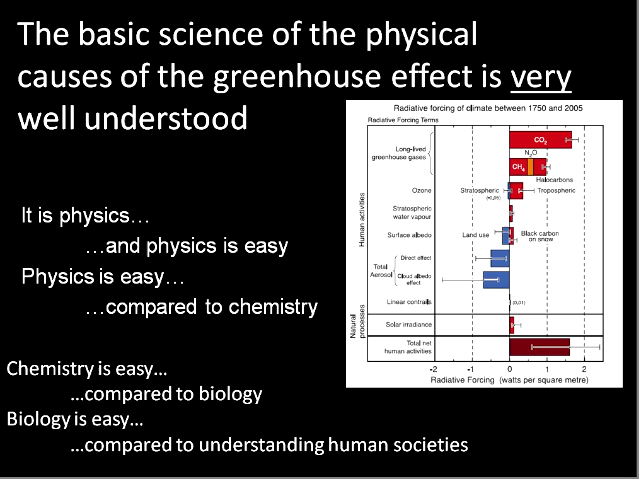 The basic science of the physical
causes of the greenhouse effect is very
well understood
Radiative forcing of climate between 1750 and 2005
Radiative Forcing Terms
Long-lived
greenhouse gases
CO₂
N₂O
CH₄
Halocarbons
Ozone
Stratospheric
(-0.05)
Tropospheric
Stratospheric
water vapour
Surface albedo
Land use
Black carbon
on snow
Total
Aerosol
Direct effect
Cloud albedo
effect
Linear contrails
(0.01)
Solar irradiance
Total net
human activities
Human activities
Natural
processes
-2 -1 0 1 2
Radiative Forcing (watts per square metre)
It is physics…
…and physics is easy
Physics is easy…
…compared to chemistry
Chemistry is easy…
…compared to biology
Biology is easy…
…compared to understanding human societies